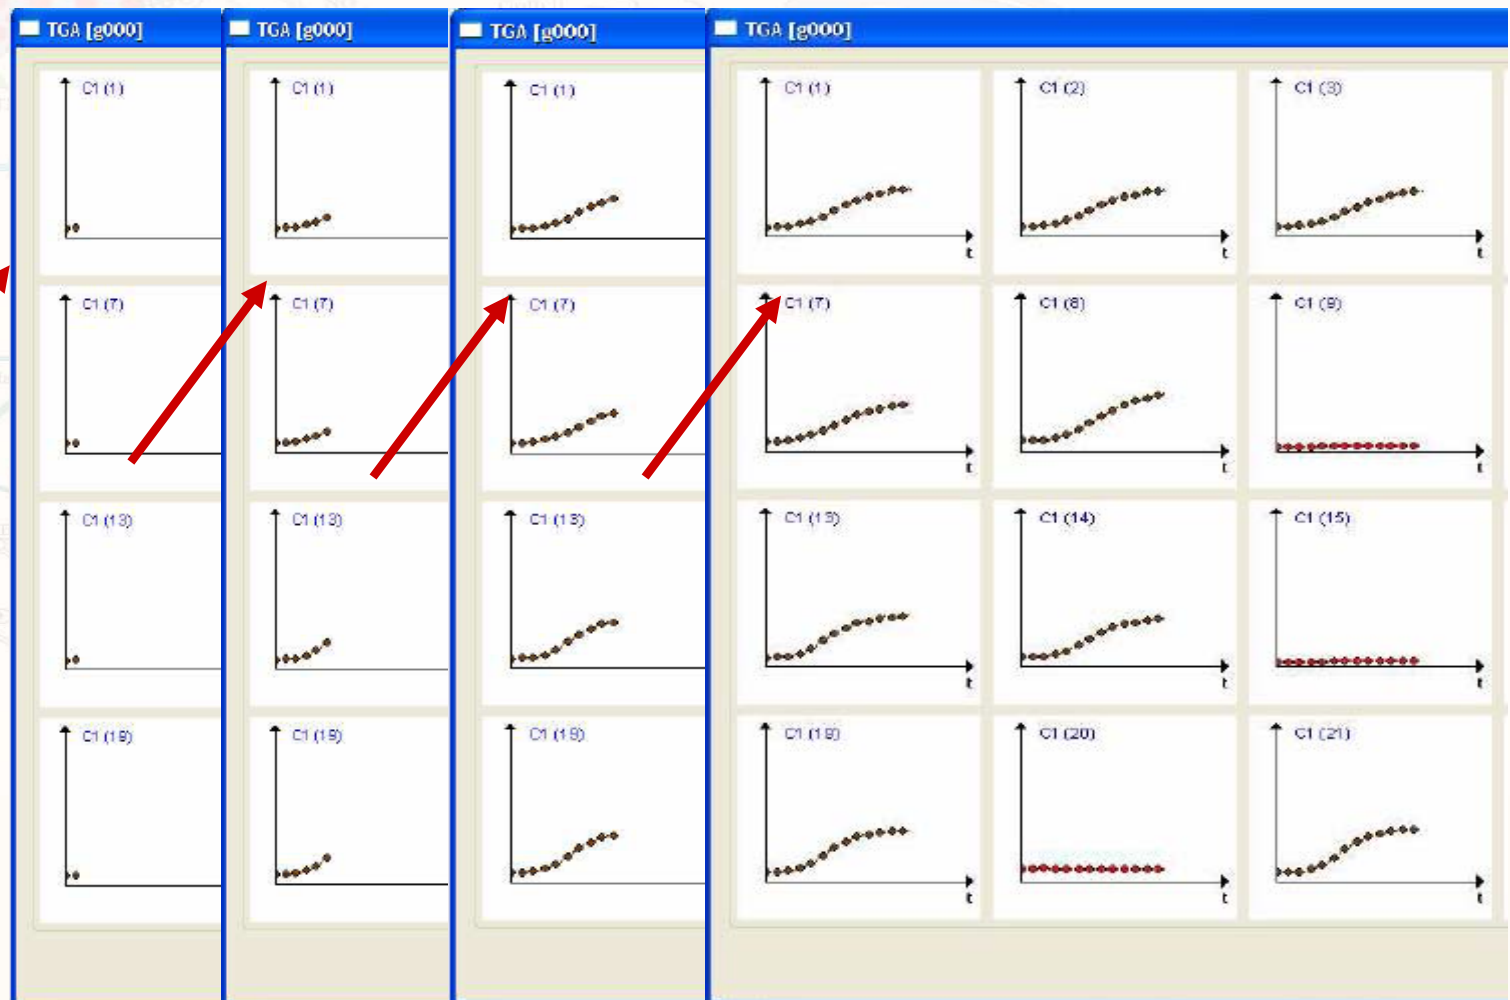 TGA [g000]
C1 (1)
C1 (7)
C1 (13)
C1 (19)
TGA [g000]
C1 (1)
C1 (7)
C1 (13)
C1 (19)
TGA [g000]
C1 (1)
C1 (7)
C1 (13)
C1 (19)
TGA [g000]
C1 (1)
C1 (2)
C1 (3)
t
t
t
C1 (7)
C1 (8)
C1 (9)
t
t
t
C1 (13)
C1 (14)
C1 (15)
t
t
t
C1 (19)
C1 (20)
C1 (21)
t
t
t